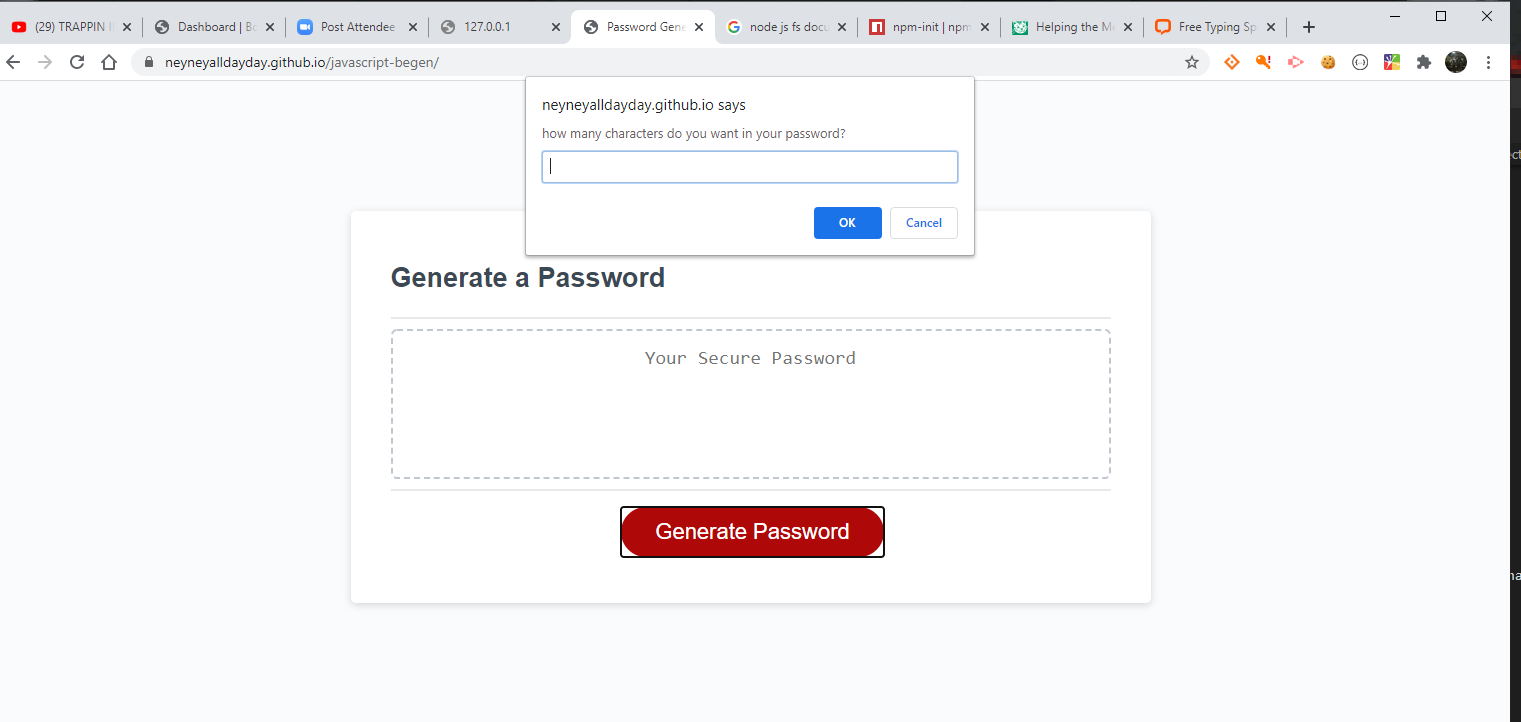 (29) TRAPPIN
Dashboard | Bo
Post Attendee
127.0.0.1
Password Gene
node js fs docu
npm-init | npm
Helping the Me
Free Typing Sp
neyneyalldayday.github.io/javascript-begen/
neyneyalldayday.github.io says
how many characters do you want in your password?
OK
Cancel
Generate a Password
Your Secure Password
Generate Password